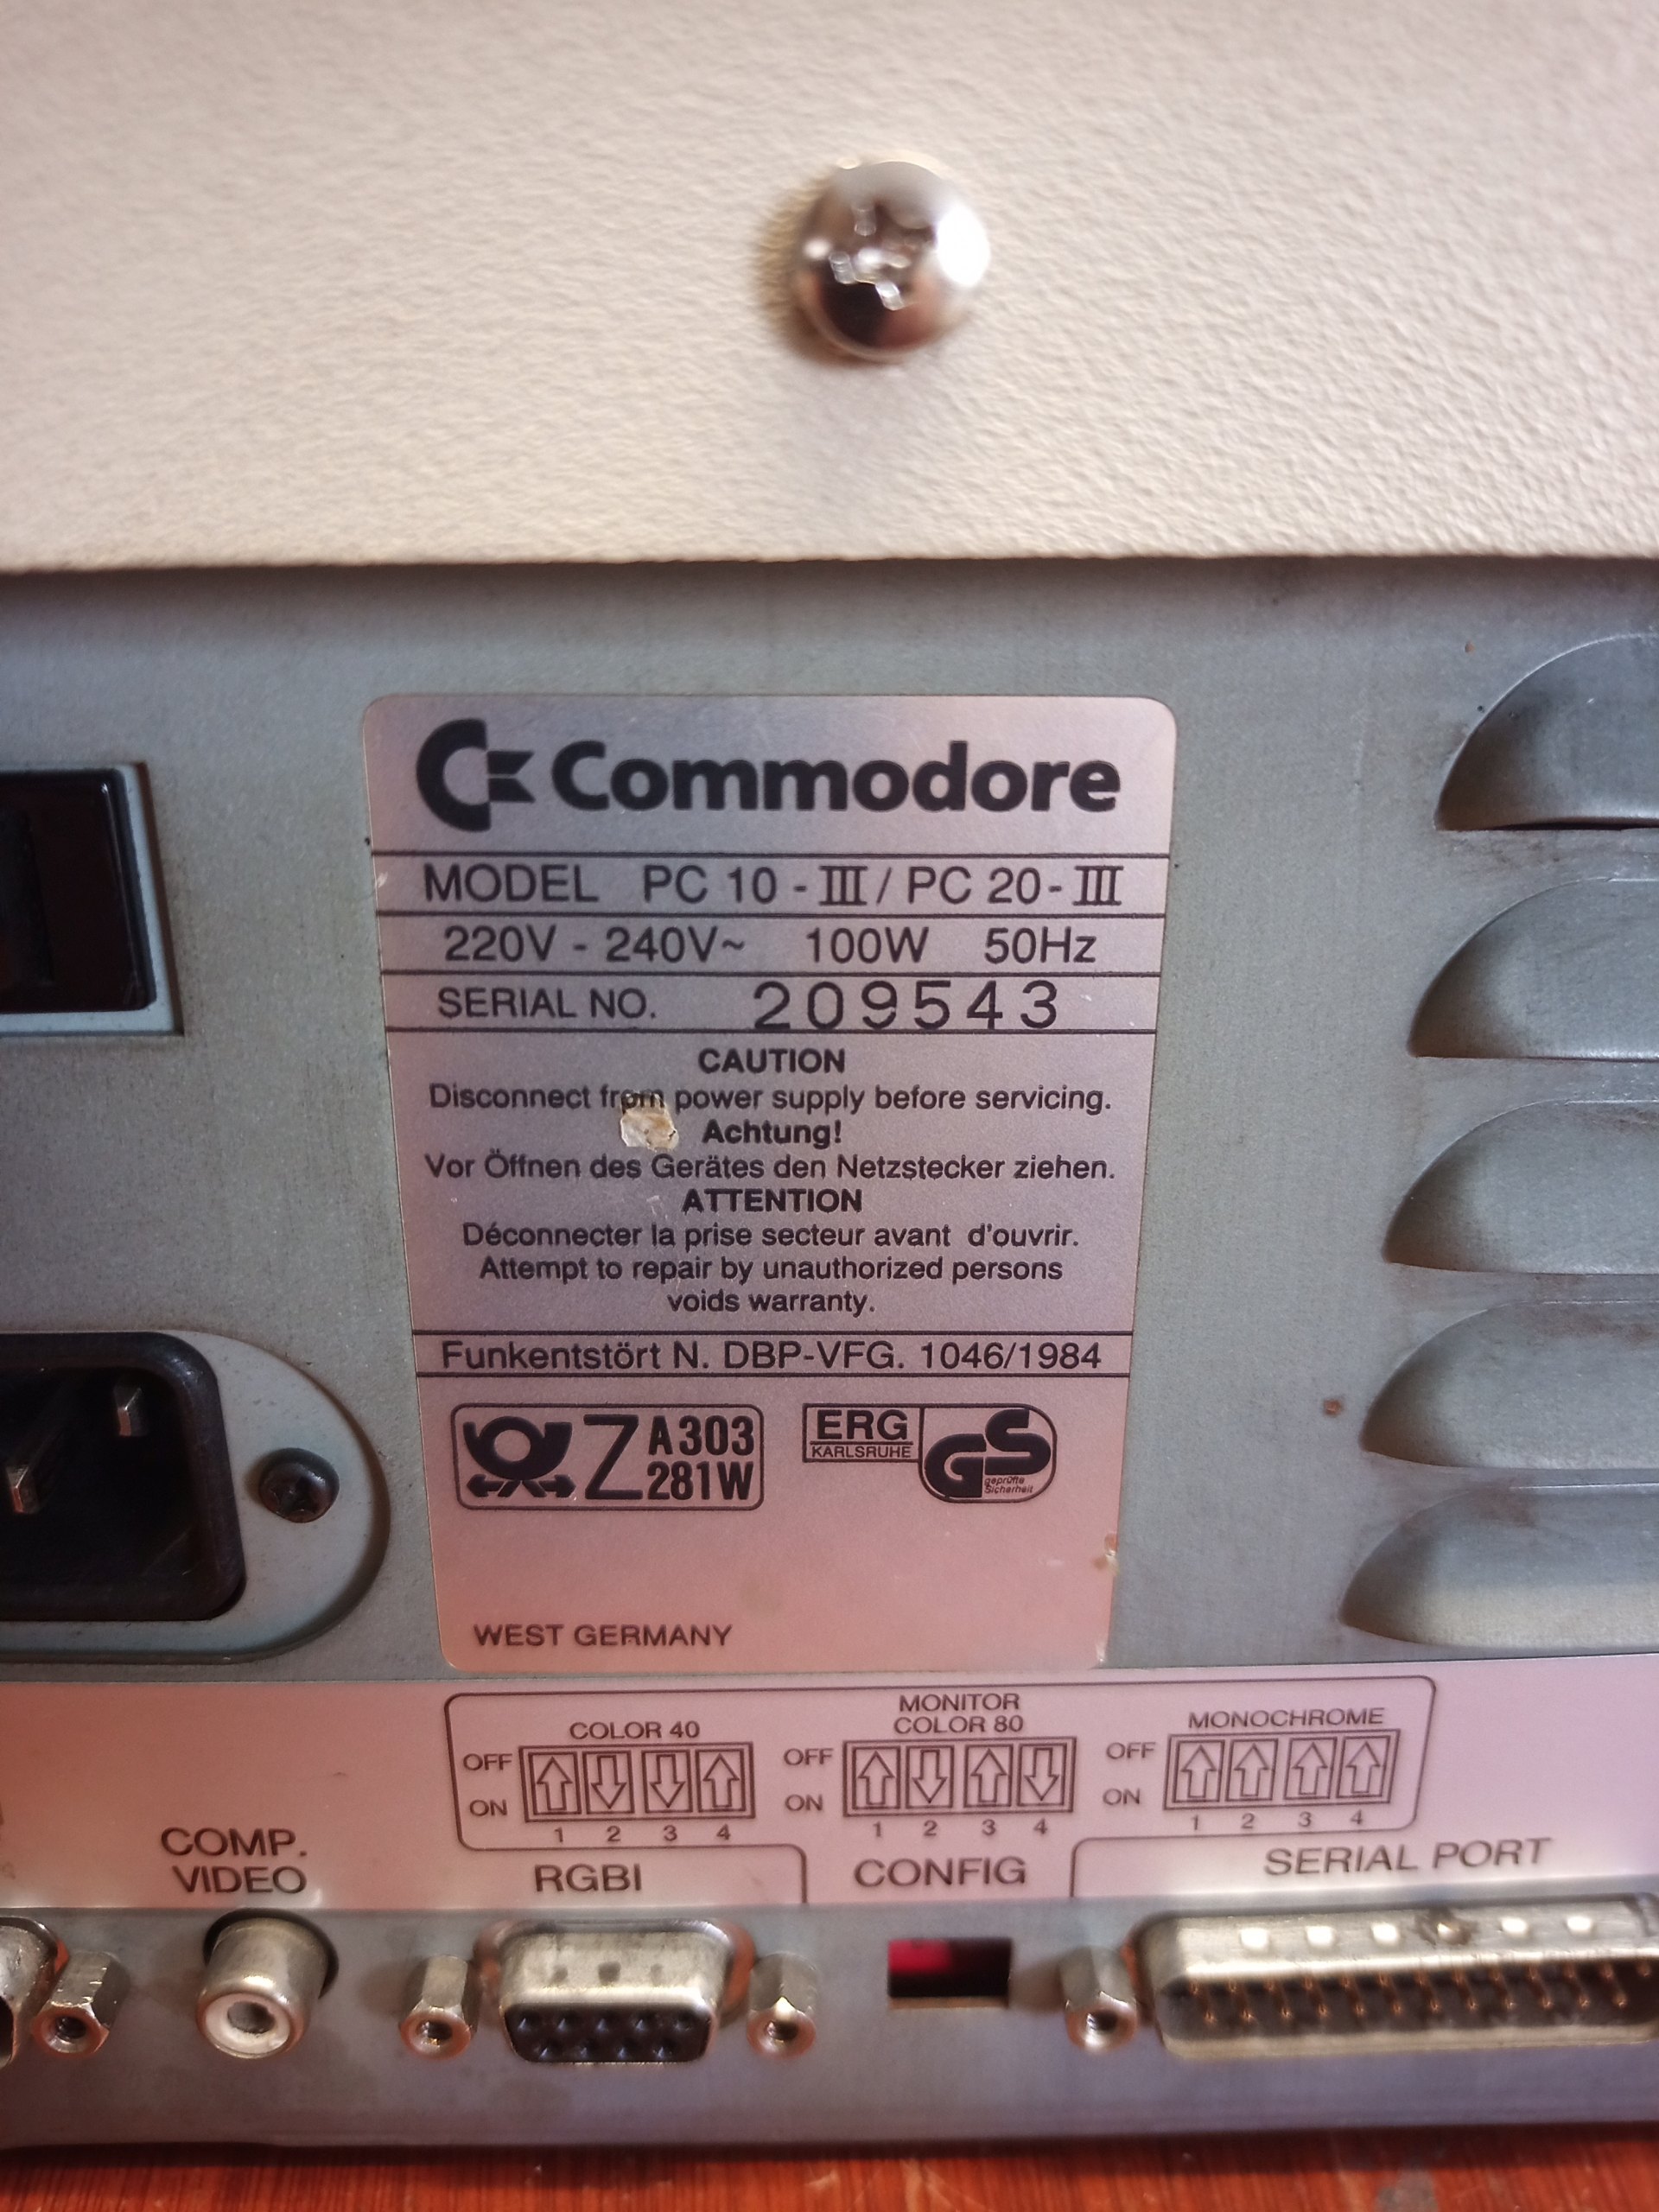 Commodore
MODEL PC 10 - III / PC 20 - III
220V - 240V~ 100W 50Hz
SERIAL NO. 209543
CAUTION
Disconnect from power supply before servicing.
Achtung!
Vor Öffnen des Gerätes den Netzstecker ziehen.
ATTENTION
Déconnecter la prise secteur avant d'ouvrir.
Attempt to repair by unauthorized persons
voids warranty.
Funkentstört N. DBP-VFG. 1046/1984
Z A303
281W
ERG
KARLSRUHE
GS
geprüfte
Sicherheit
WEST GERMANY
MONITOR
COLOR 40 COLOR 80 MONOCHROME
OFF OFF OFF
ON ON ON
1 2 3 4 1 2 3 4 1 2 3 4
COMP.
VIDEO
RGBI CONFIG SERIAL PORT